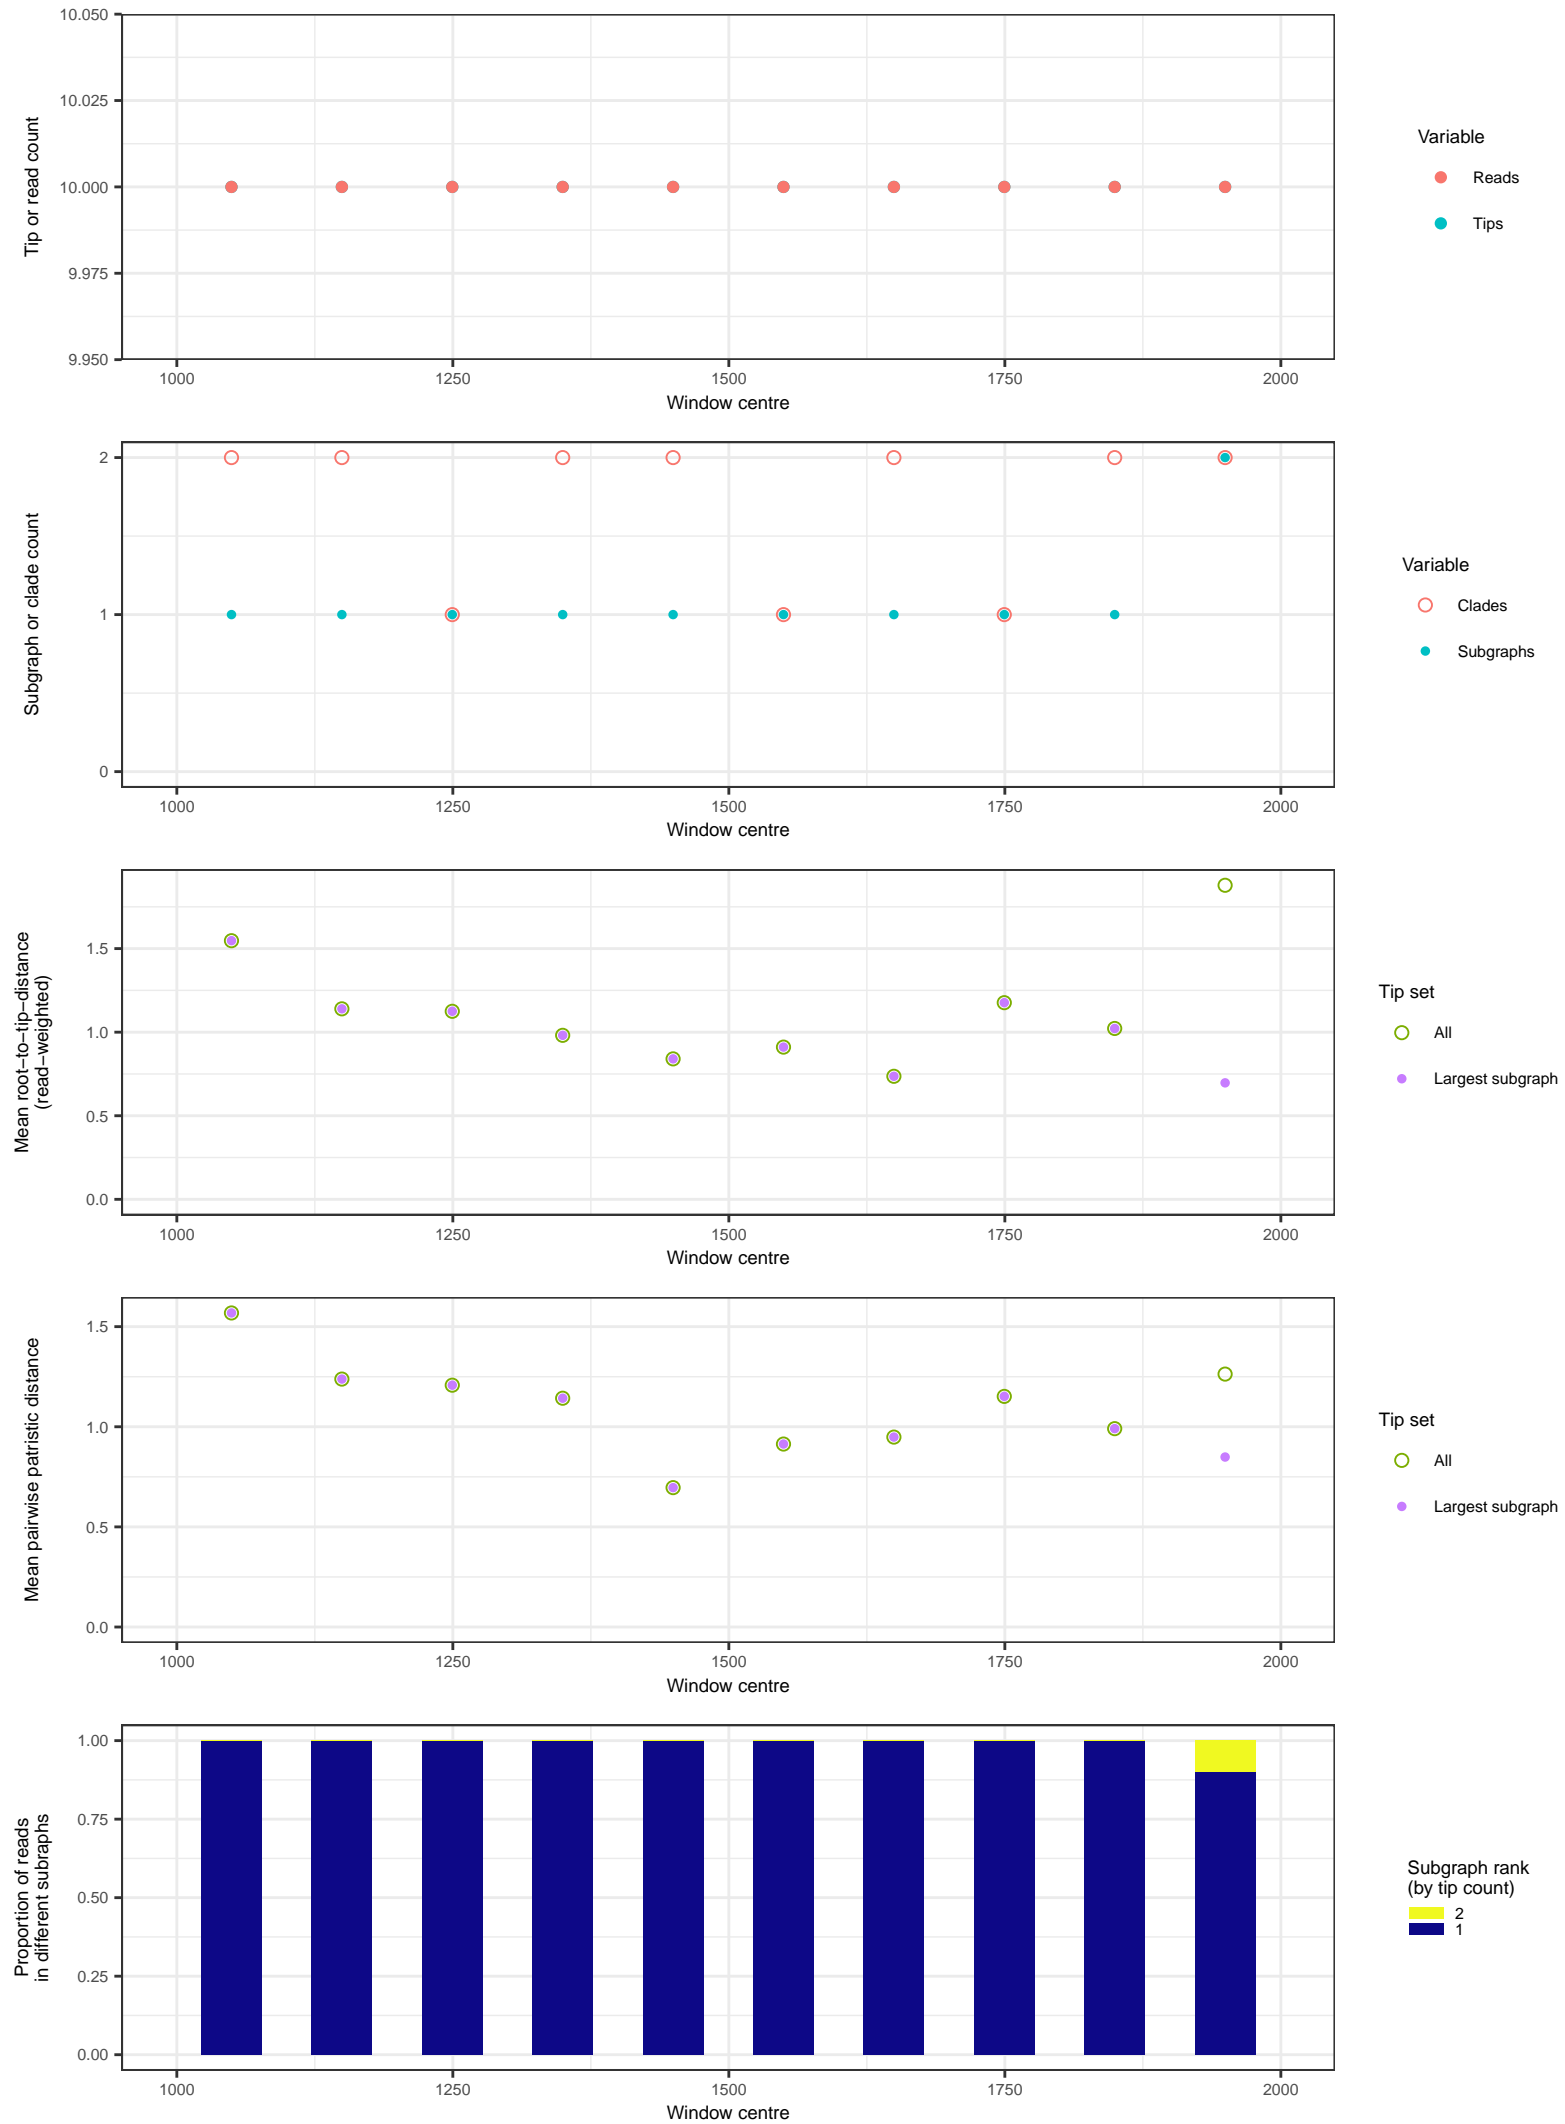 10.050
10.025
10.000
9.975
9.950
Tip or read count
1000 1250 1500 1750 2000
Window centre
Variable
Reads
Tips
2
1
0
Subgraph or clade count
1000 1250 1500 1750 2000
Window centre
Variable
Clades
Subgraphs
1.5
1.0
0.5
0.0
Mean root−to−tip−distance
(read−weighted)
1000 1250 1500 1750 2000
Window centre
Tip set
All
Largest subgraph
1.5
1.0
0.5
0.0
Mean pairwise patristic distance
1000 1250 1500 1750 2000
Window centre
Tip set
All
Largest subgraph
1.00
0.75
0.50
0.25
0.00
Proportion of reads
in different subraphs
1000 1250 1500 1750 2000
Window centre
Subgraph rank
(by tip count)
2
1